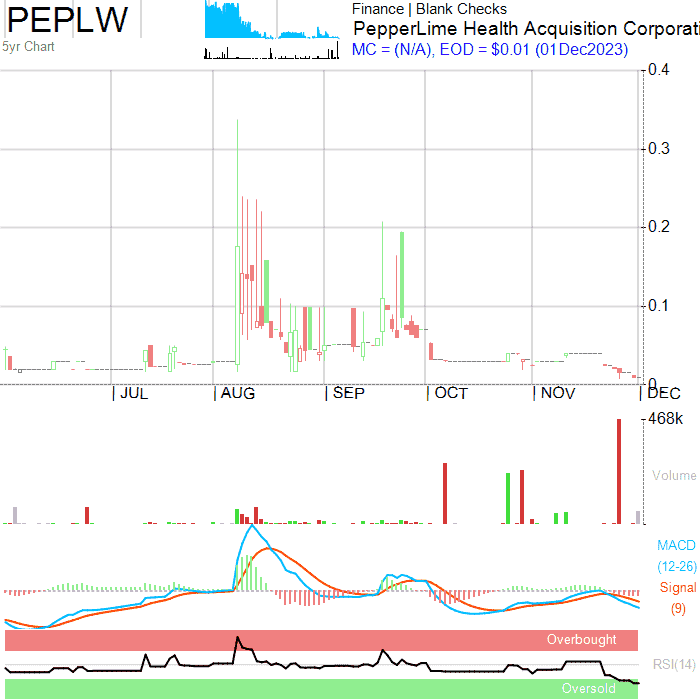 PEPLW
5yr Chart
Finance | Blank Checks
PepperLime Health Acquisition Corporati
MC = (N/A), EOD = $0.01 (01Dec2023)
0.4
0.3
0.2
0.1
0
JUL AUG SEP OCT NOV DEC
468k
Volume
MACD
(12-26)
Signal
(9)
Overbought
RSI(14)
Oversold